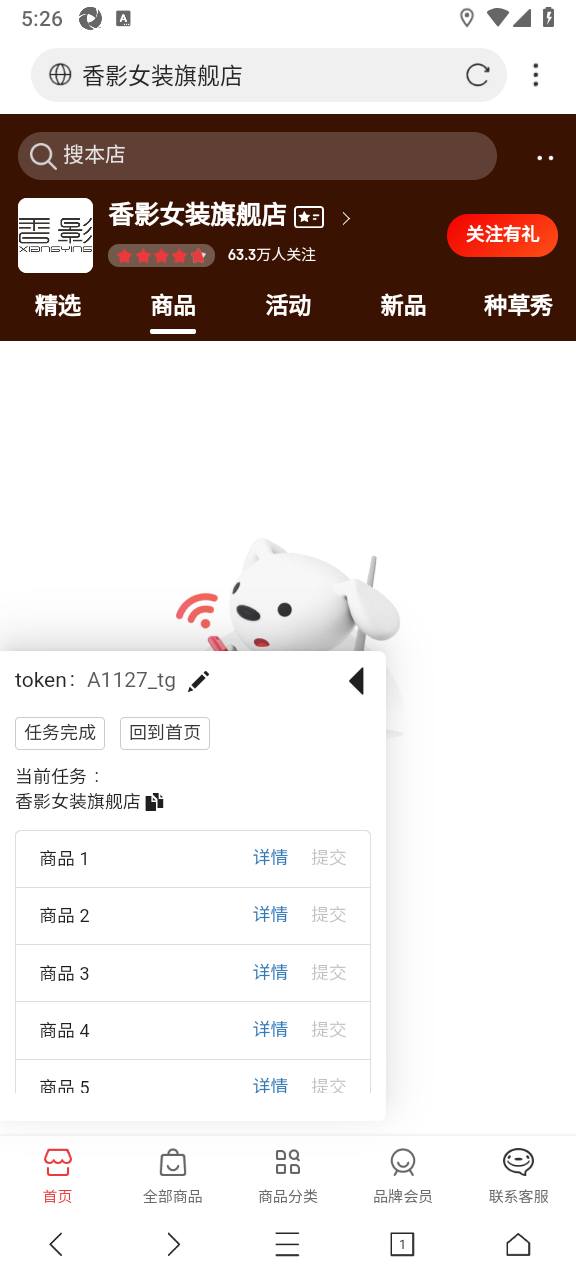 5:26
A
香影女装旗舰店
搜本店
香影
XIANGYING
香影女装旗舰店
63.3万人关注
关注有礼
精选 商品 活动 新品 种草秀
token： A1127_tg
任务完成 回到首页
当前任务：
香影女装旗舰店
商品 1 详情 提交
商品 2 详情 提交
商品 3 详情 提交
商品 4 详情 提交
商品 5 详情 提交
首页 全部商品 商品分类 品牌会员 联系客服
1